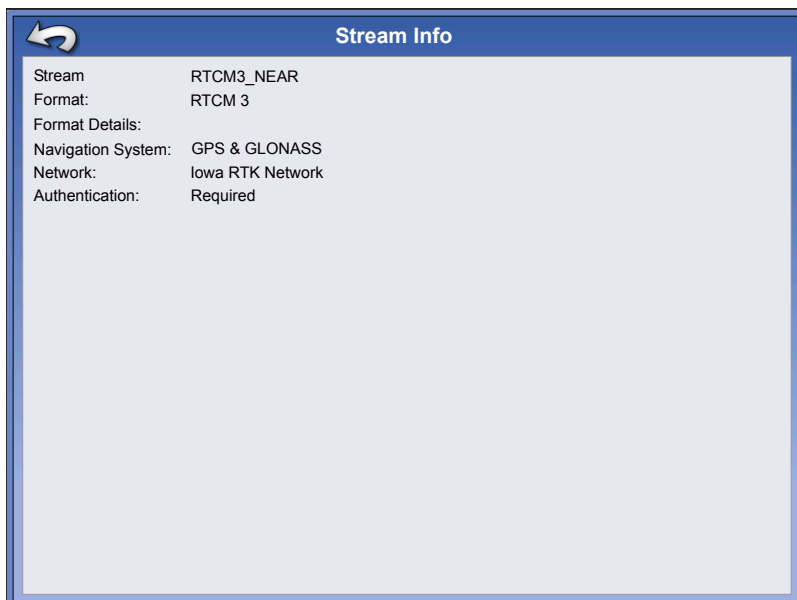 Stream Info
Stream RTCM3_NEAR
Format: RTCM 3
Format Details:
Navigation System: GPS & GLONASS
Network: Iowa RTK Network
Authentication: Required